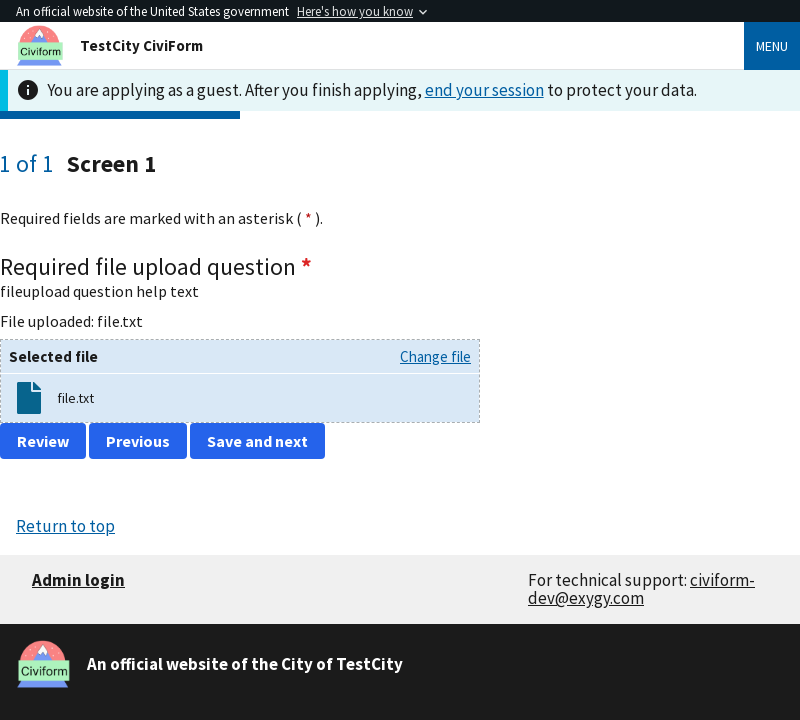 An official website of the United States government Here's how you know
Civiform
TestCity CiviForm
MENU
You are applying as a guest. After you finish applying, end your session to protect your data.
1 of 1 Screen 1
Required fields are marked with an asterisk ( * ).
Required file upload question *
fileupload question help text
File uploaded: file.txt
Selected file
Change file
file.txt
Review
Previous
Save and next
Return to top
Admin login
For technical support: civiform-
dev@exygy.com
Civiform
An official website of the City of TestCity